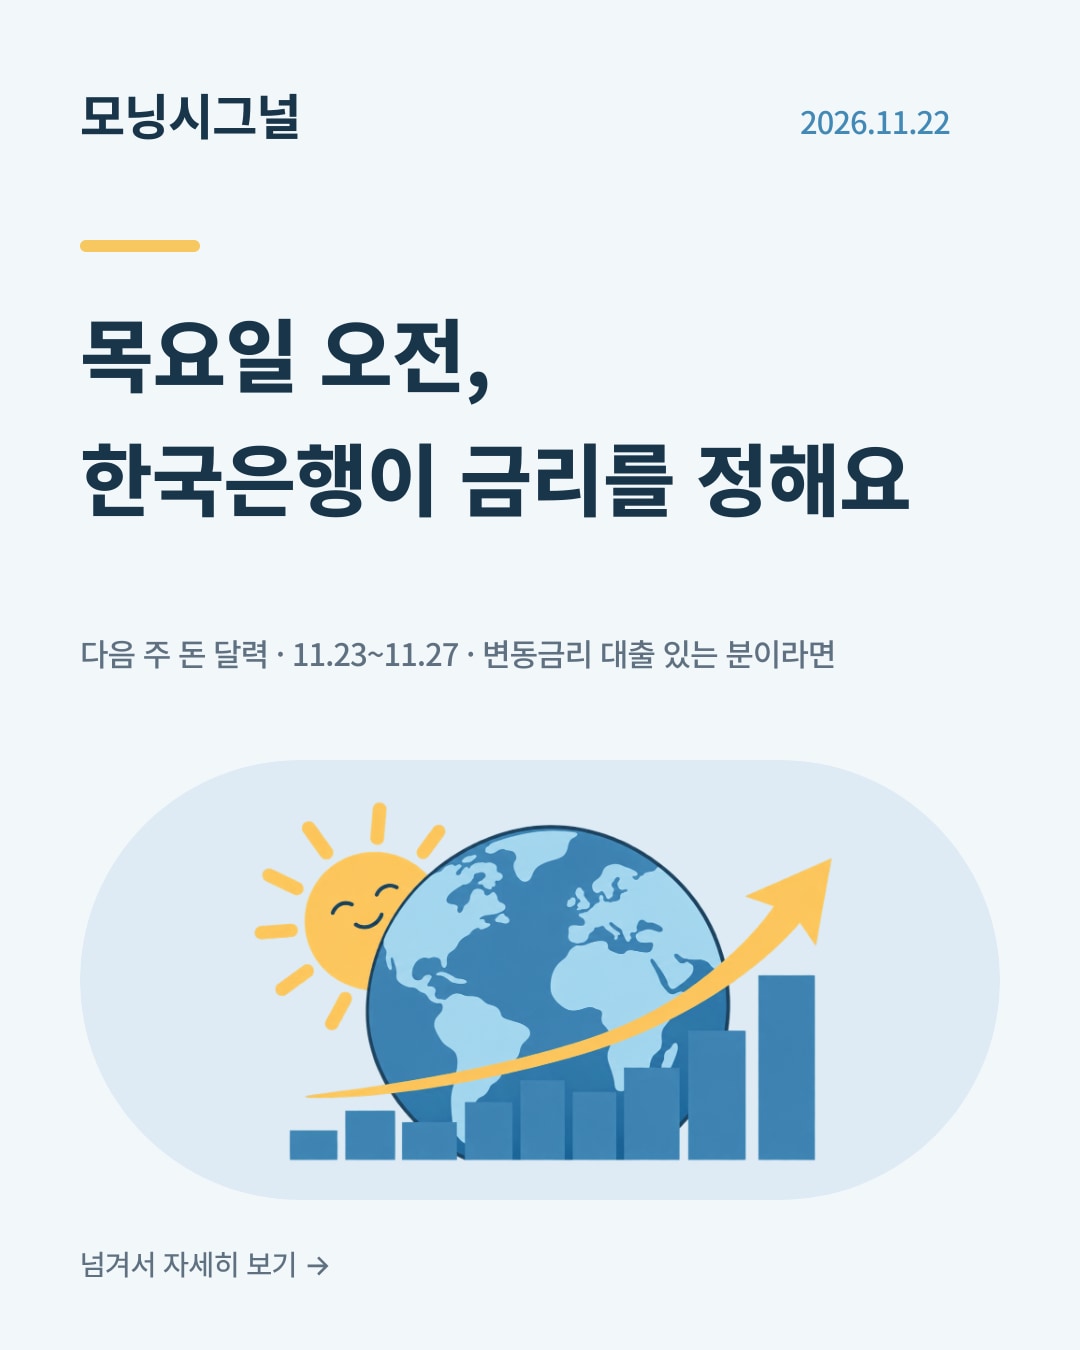 모닝시그널
2026.11.22
목요일 오전,
한국은행이 금리를 정해요
다음 주 돈 달력 · 11.23~11.27 · 변동금리 대출 있는 분이라면
넘겨서 자세히 보기 →